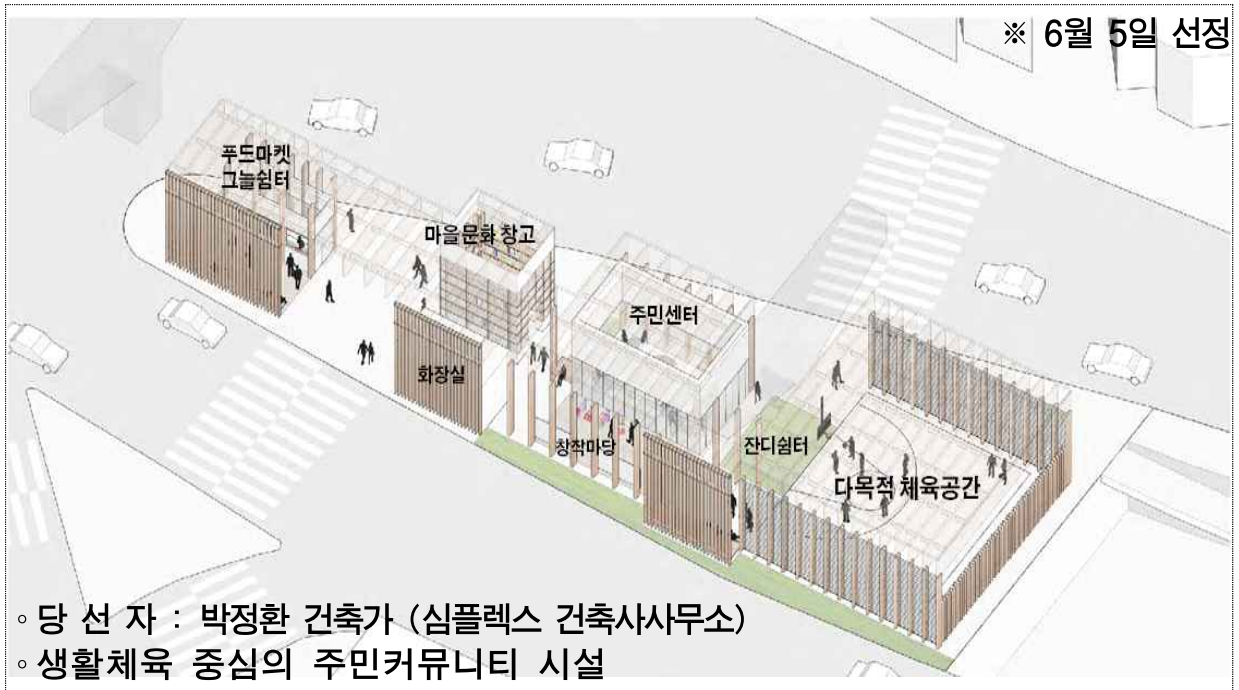 ※ 6월 5일 선정
푸드마켓
그늘쉼터
마을문화 창고
주민센터
화장실
창작마당
잔디쉼터
다목적 체육공간
◦ 당 선 자 : 박정환 건축가 (심플렉스 건축사사무소)
◦ 생활체육 중심의 주민커뮤니티 시설